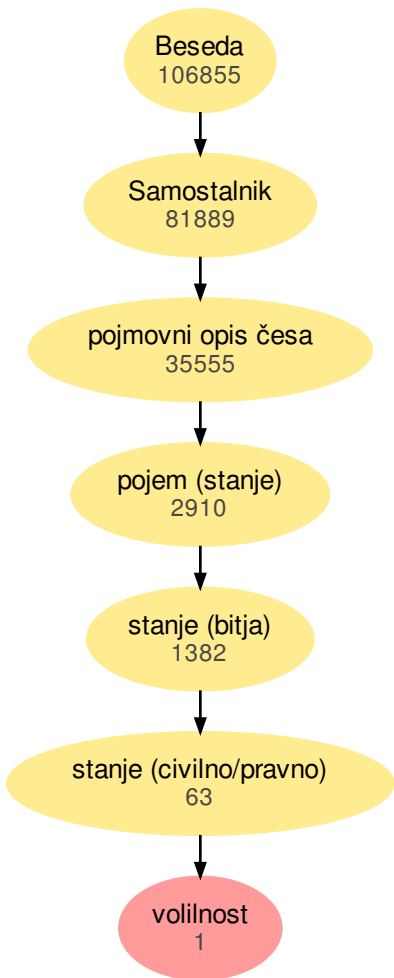 Beseda
106855
Samostalnik
81889
pojmovni opis česa
35555
pojem (stanje)
2910
stanje (bitja)
1382
stanje (civilno/pravno)
63
volilnost
1